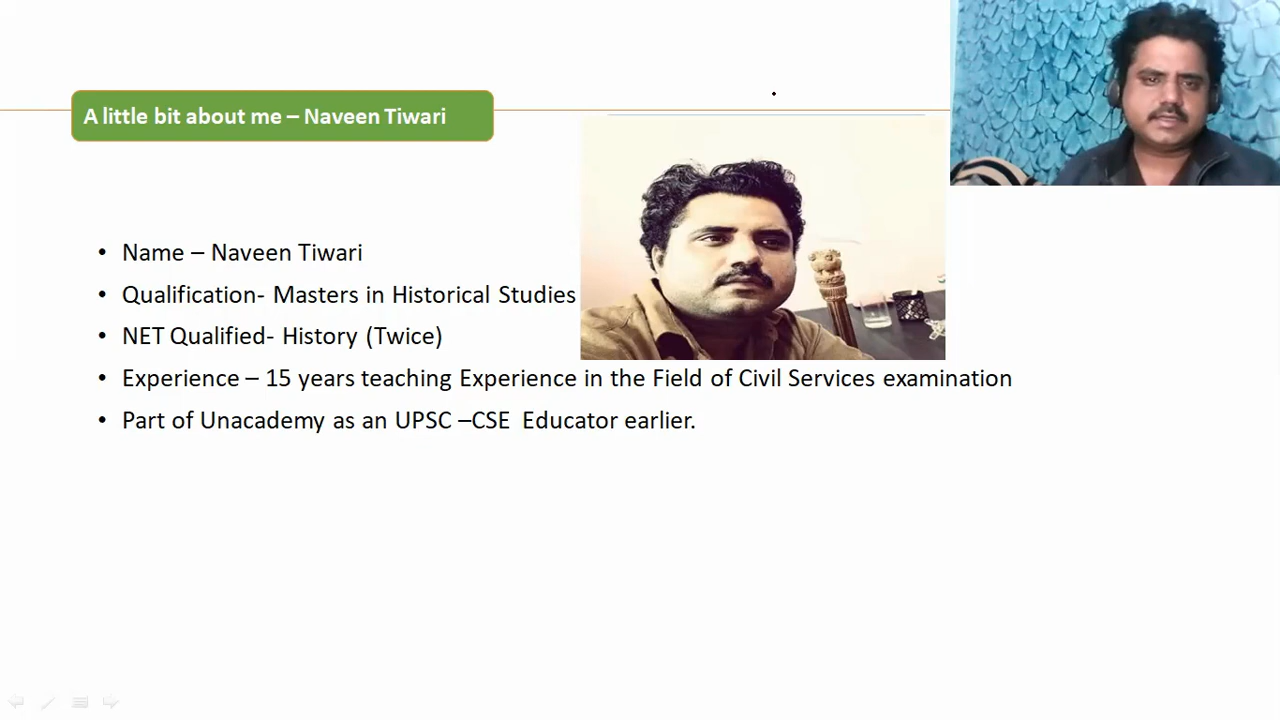 A little bit about me – Naveen Tiwari
• Name – Naveen Tiwari
• Qualification- Masters in Historical Studies
• NET Qualified- History (Twice)
• Experience – 15 years teaching Experience in the Field of Civil Services examination
• Part of Unacademy as an UPSC –CSE  Educator earlier.